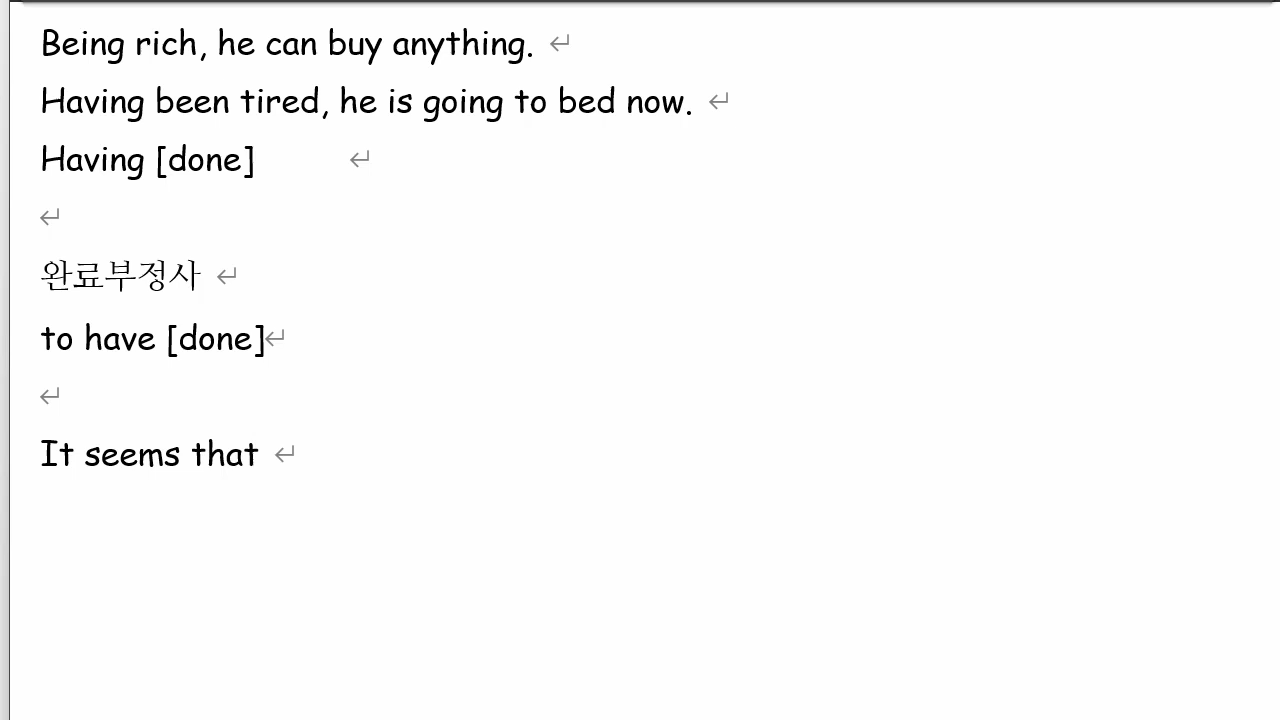 Being rich, he can buy anything.
Having been tired, he is going to bed now.
Having [done]
완료부정사
to have [done]
It seems that